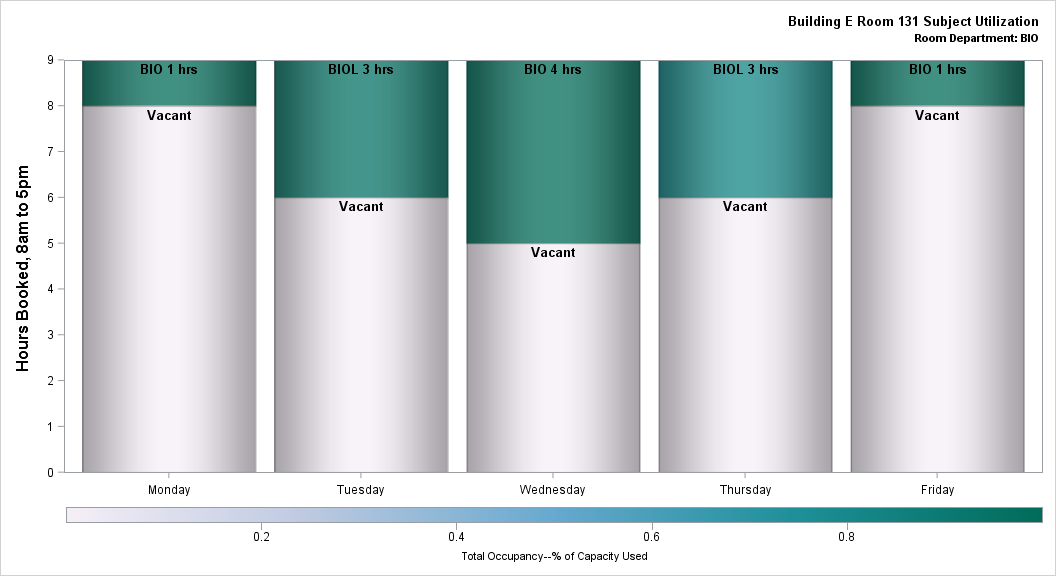 Building E Room 131 Subject Utilization
Room Department: BIO
Hours Booked, 8am to 5pm
9
8
7
6
5
4
3
2
1
0
BIO 1 hrs
Vacant
BIOL 3 hrs
Vacant
BIO 4 hrs
Vacant
BIOL 3 hrs
Vacant
BIO 1 hrs
Vacant
Monday
Tuesday
Wednesday
Thursday
Friday
0.2
0.4
0.6
0.8
Total Occupancy--% of Capacity Used